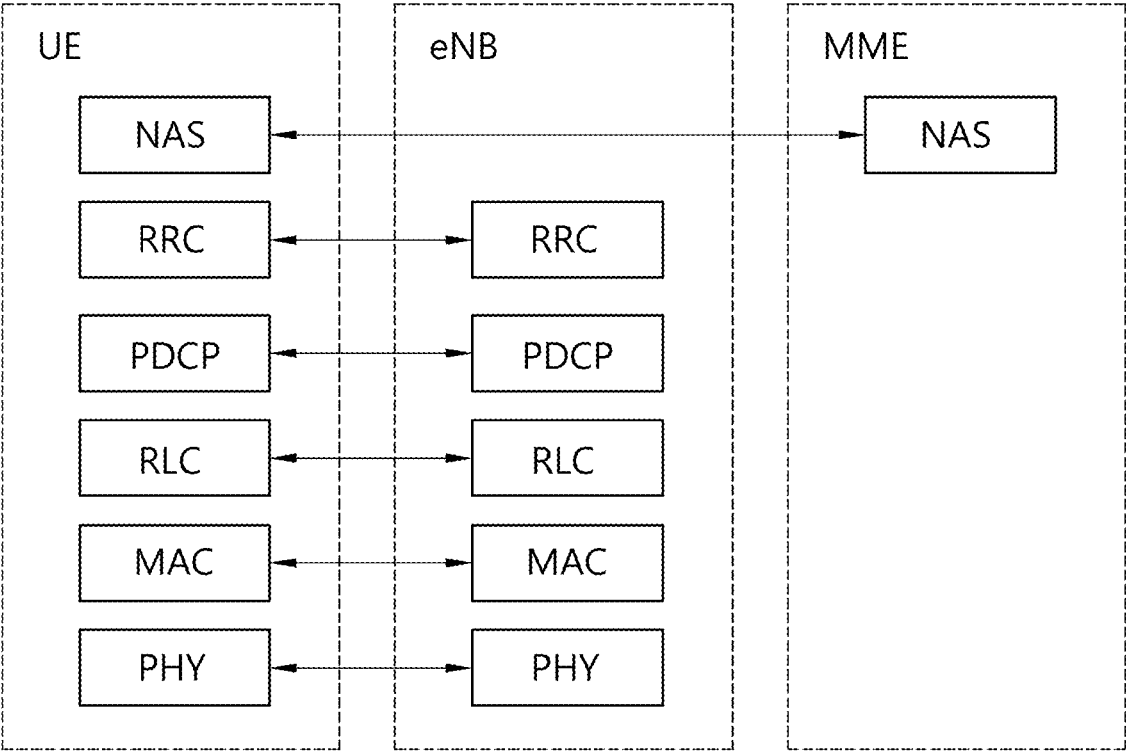 UE eNB MME
NAS NAS
RRC RRC
PDCP PDCP
RLC RLC
MAC MAC
PHY PHY